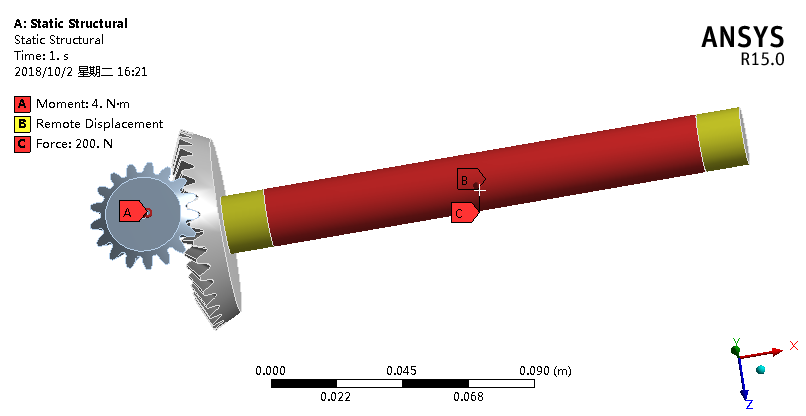 A: Static Structural
Static Structural
Time: 1. s
2018/10/2 星期二 16:21
A Moment: 4. N·m
B Remote Displacement
C Force: 200. N
ANSYS
R15.0
B
A
C
Y
X
Z
0.000 0.045 0.090 (m)
0.022 0.068